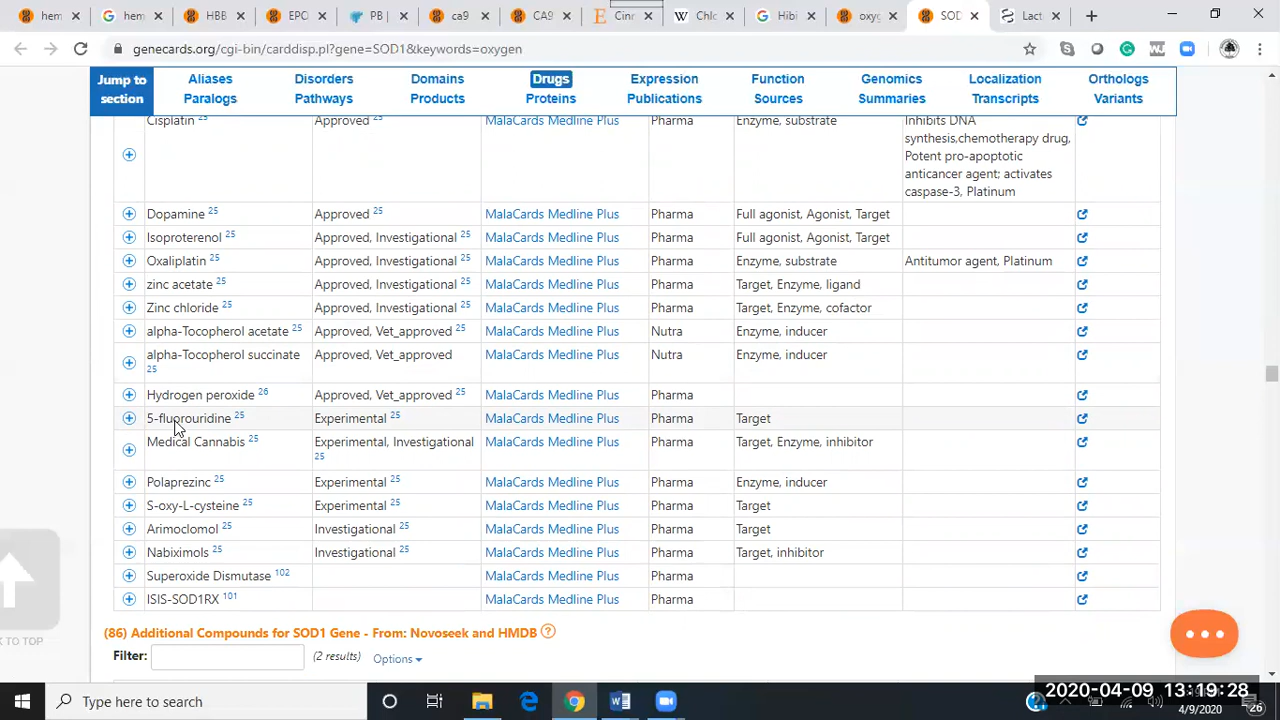 hem
hem
HBB
EPC
PB |
ca9
CA9
Cinr
Chlo
Hibi
oxyg
SOD
Lact
genecards.org/cgi-bin/carddisp.pl?gene=SOD1&keywords=oxygen
Jump to section
Aliases Disorders Domains Drugs Expression Function Genomics Localization Orthologs
Paralogs Pathways Products Proteins Publications Sources Summaries Transcripts Variants
Cisplatin 25 Approved 25 MalaCards Medline Plus Pharma Enzyme, substrate Inhibits DNA
synthesis,chemotherapy drug,
Potent pro-apoptotic
anticancer agent; activates
caspase-3, Platinum
Dopamine 25 Approved 25 MalaCards Medline Plus Pharma Full agonist, Agonist, Target
Isoproterenol 25 Approved, Investigational 25 MalaCards Medline Plus Pharma Full agonist, Agonist, Target
Oxaliplatin 25 Approved, Investigational 25 MalaCards Medline Plus Pharma Enzyme, substrate Antitumor agent, Platinum
zinc acetate 25 Approved, Investigational 25 MalaCards Medline Plus Pharma Target, Enzyme, ligand
Zinc chloride 25 Approved, Investigational 25 MalaCards Medline Plus Pharma Target, Enzyme, cofactor
alpha-Tocopherol acetate 25 Approved, Vet_approved 25 MalaCards Medline Plus Nutra Enzyme, inducer
alpha-Tocopherol succinate Approved, Vet_approved MalaCards Medline Plus Nutra Enzyme, inducer
25
Hydrogen peroxide 26 Approved, Vet_approved 25 MalaCards Medline Plus Pharma
5-fluorouridine 25 Experimental 25 MalaCards Medline Plus Pharma Target
Medical Cannabis 25 Experimental, Investigational MalaCards Medline Plus Pharma Target, Enzyme, inhibitor
25
Polaprezinc 25 Experimental 25 MalaCards Medline Plus Pharma Enzyme, inducer
S-oxy-L-cysteine 25 Experimental 25 MalaCards Medline Plus Pharma Target
Arimoclomol 25 Investigational 25 MalaCards Medline Plus Pharma Target
Nabiximols 25 Investigational 25 MalaCards Medline Plus Pharma Target, inhibitor
Superoxide Dismutase 102 MalaCards Medline Plus Pharma
ISIS-SOD1RX 101 MalaCards Medline Plus Pharma
K TO TOP
(86) Additional Compounds for SOD1 Gene - From: Novoseek and HMDB
Filter: (2 results) Options
Type here to search
2020-04-09 13:19:28
4/9/2020
26